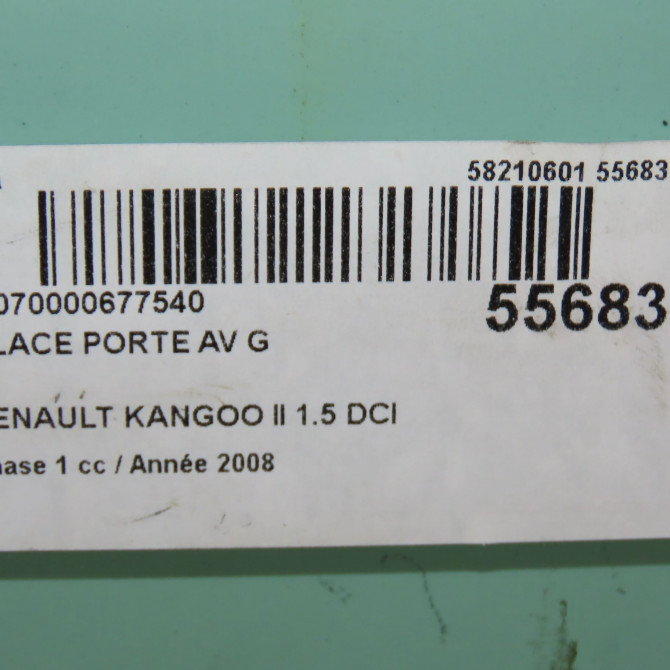 58210601 55683
070000677540
55683
LACE PORTE AV G
ENAULT KANGOO II 1.5 DCI
hase 1 cc / Année 2008